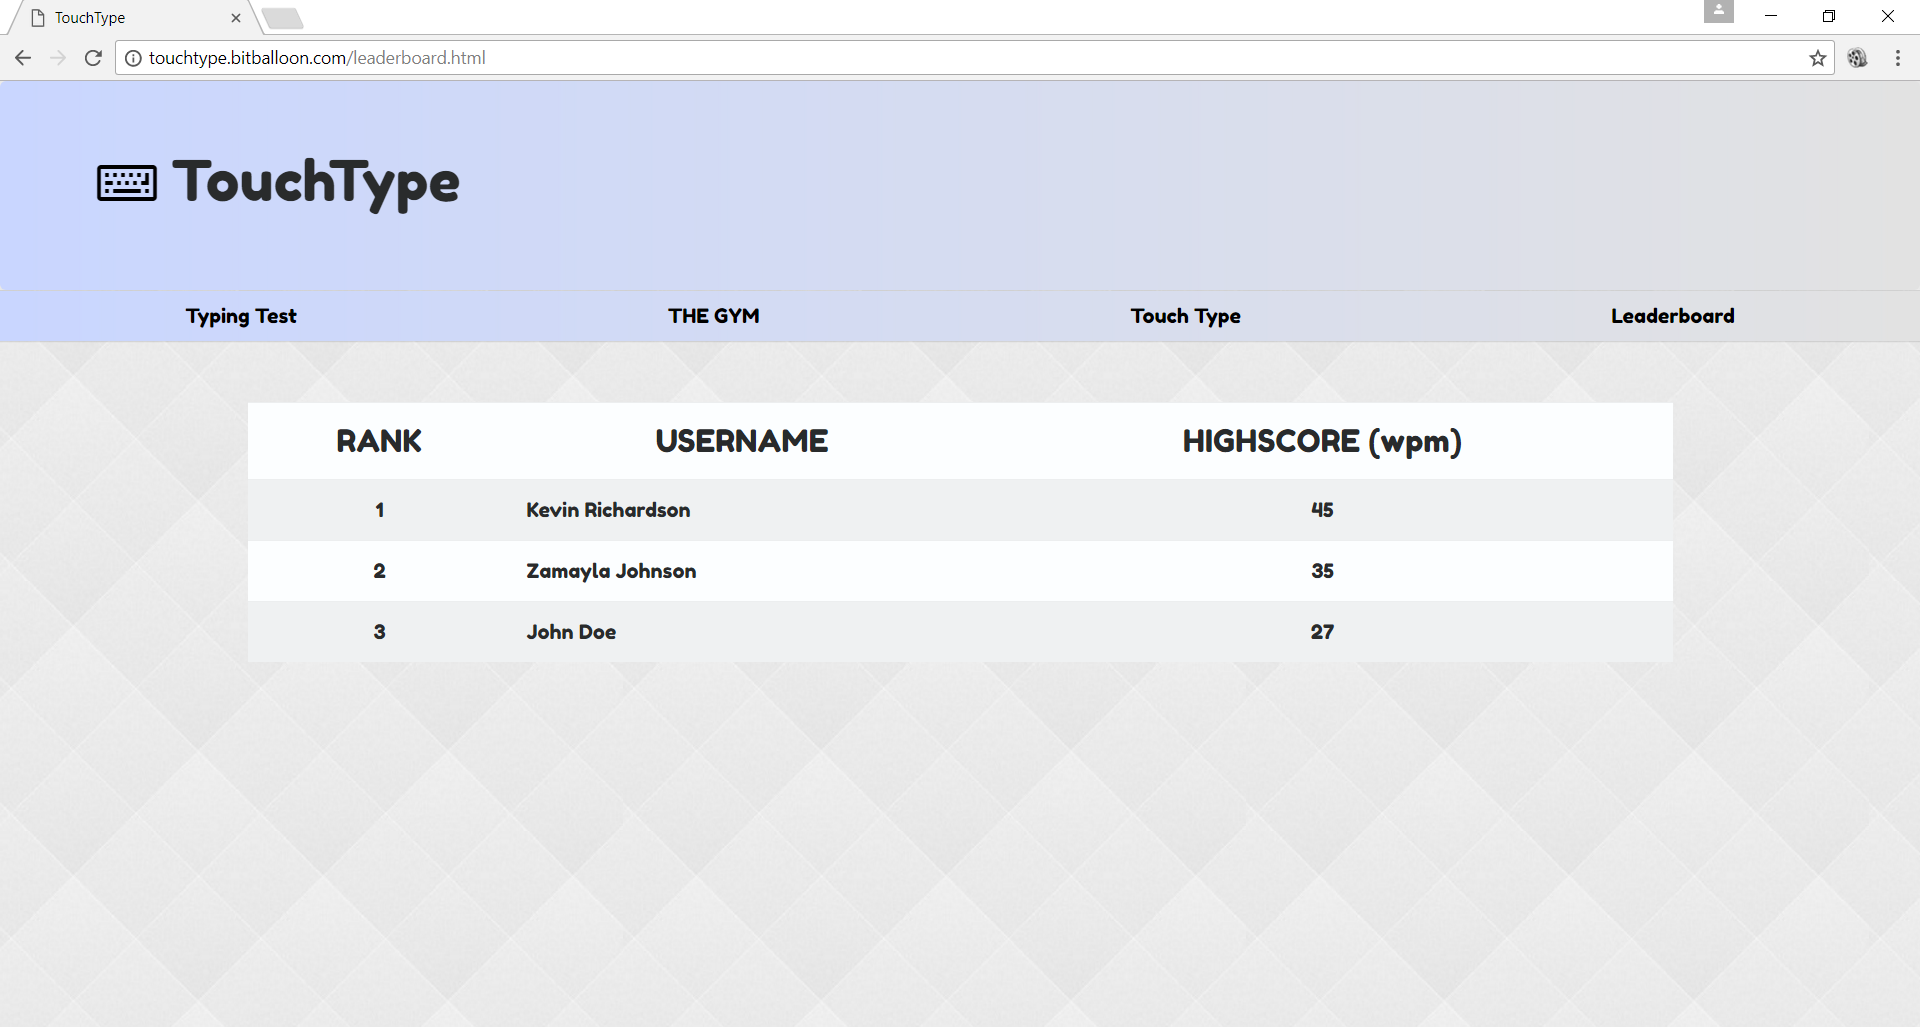 TouchType
touchtype.bitballoon.com/leaderboard.html
TouchType
Typing Test THE GYM Touch Type Leaderboard
RANK USERNAME HIGHSCORE (wpm)
1 Kevin Richardson 45
2 Zamayla Johnson 35
3 John Doe 27